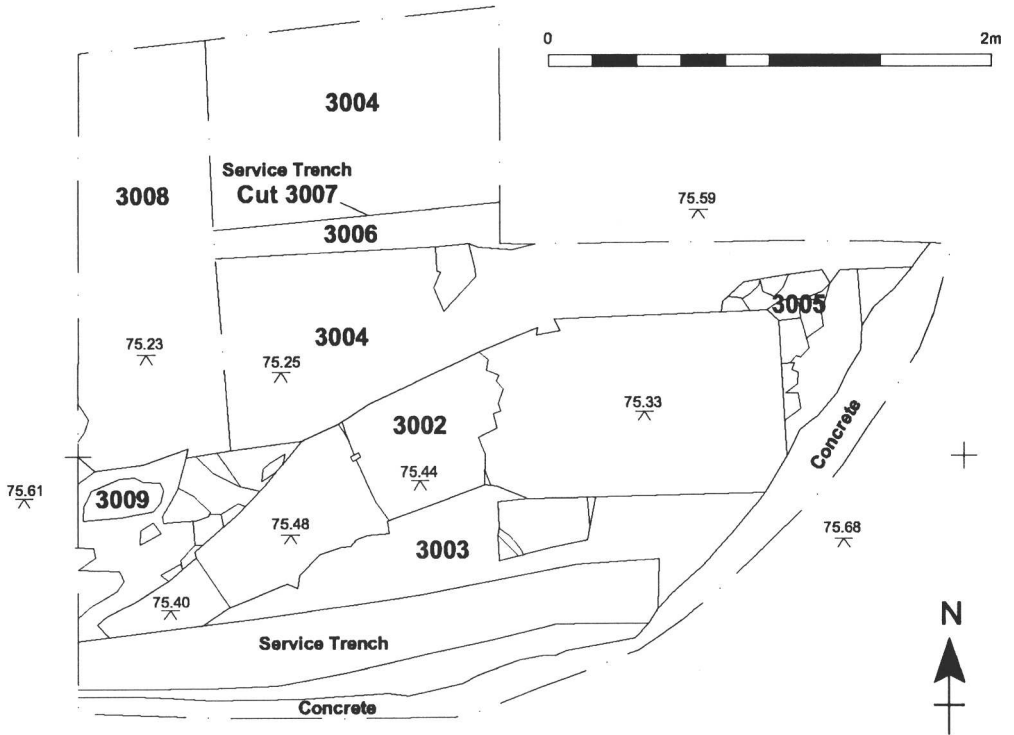 0 2m
3004
Service Trench
Cut 3007
3008
75.59
3006
3005
3004
75.23
75.25
75.33
3002
Concrete
75.44
75.61
3009
75.48
75.68
3003
75.40
N
Service Trench
Concrete